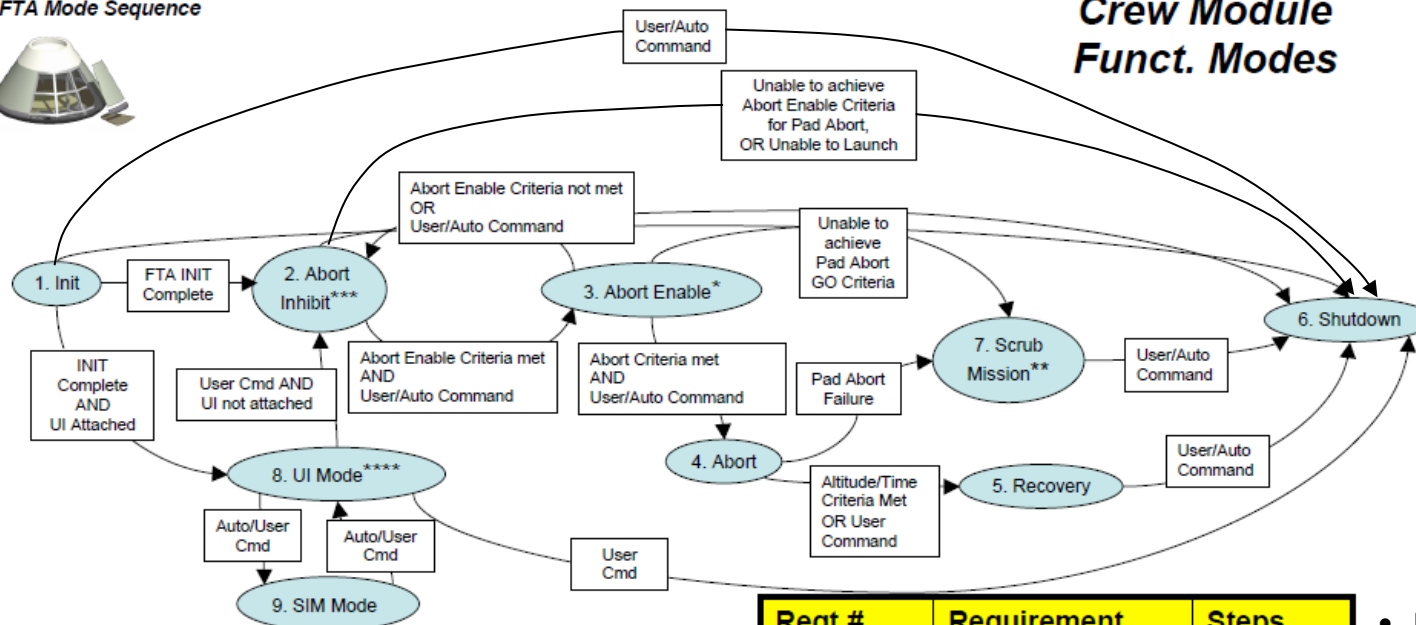 FTA Mode Sequence
Crew Module
Funct. Modes
User/Auto
Command
Unable to achieve
Abort Enable Criteria
for Pad Abort,
OR Unable to Launch
Abort Enable Criteria not met
OR
User/Auto Command
Unable to
achieve
Pad Abort
GO Criteria
1. Init
FTA INIT
Complete
2. Abort
Inhibit***
3. Abort Enable*
6. Shutdown
INIT
Complete
AND
UI Attached
User Cmd AND
UI not attached
Abort Enable Criteria met
AND
User/Auto Command
Abort Criteria met
AND
User/Auto Command
Pad Abort
Failure
7. Scrub
Mission**
User/Auto
Command
4. Abort
8. UI Mode****
Altitude/Time
Criteria Met
OR User
Command
5. Recovery
User/Auto
Command
Auto/User
Cmd
Auto/User
Cmd
User
Cmd
9. SIM Mode
Reqt # Requirement Steps